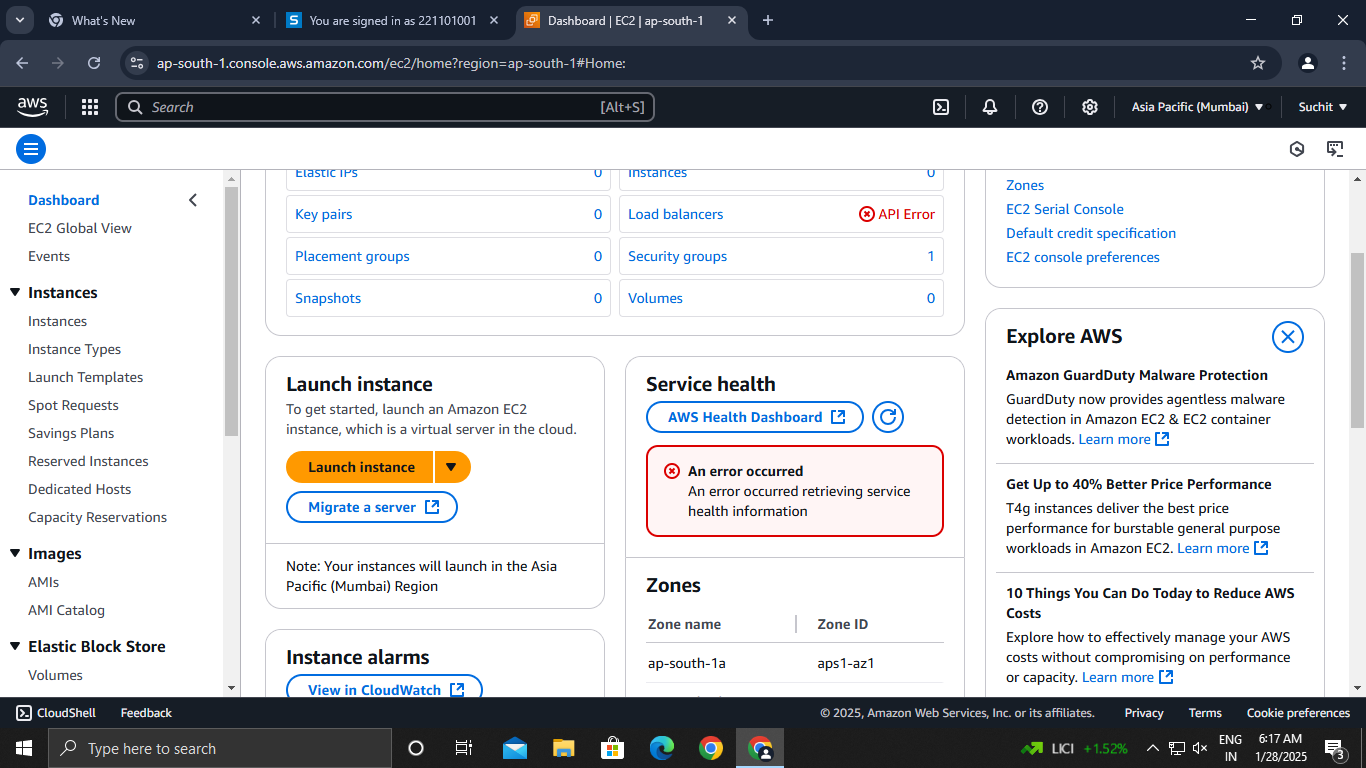 What's New
You are signed in as 221101001
Dashboard | EC2 | ap-south-1
ap-south-1.console.aws.amazon.com/ec2/home?region=ap-south-1#Home:
aws
Search
[Alt+S]
Asia Pacific (Mumbai)
Suchit
Dashboard
EC2 Global View
Events
Instances
Instances
Instance Types
Launch Templates
Spot Requests
Savings Plans
Reserved Instances
Dedicated Hosts
Capacity Reservations
Images
AMIs
AMI Catalog
Elastic Block Store
Volumes
Elastic IPs 0
Instances 0
Key pairs 0
Load balancers API Error
Placement groups 0
Security groups 1
Snapshots 0
Volumes 0
Launch instance
To get started, launch an Amazon EC2
instance, which is a virtual server in the cloud.
Launch instance
Migrate a server
Note: Your instances will launch in the Asia
Pacific (Mumbai) Region
Instance alarms
View in CloudWatch
Service health
AWS Health Dashboard
An error occurred
An error occurred retrieving service
health information
Zones
Zone name Zone ID
ap-south-1a aps1-az1
Zones
EC2 Serial Console
Default credit specification
EC2 console preferences
Explore AWS
Amazon GuardDuty Malware Protection
GuardDuty now provides agentless malware
detection in Amazon EC2 & EC2 container
workloads. Learn more
Get Up to 40% Better Price Performance
T4g instances deliver the best price
performance for burstable general purpose
workloads in Amazon EC2. Learn more
10 Things You Can Do Today to Reduce AWS
Costs
Explore how to effectively manage your AWS
costs without compromising on performance
or capacity. Learn more
CloudShell
Feedback
© 2025, Amazon Web Services, Inc. or its affiliates.
Privacy
Terms
Cookie preferences
Type here to search
LICI +1.52%
ENG
IN
6:17 AM
1/28/2025
3